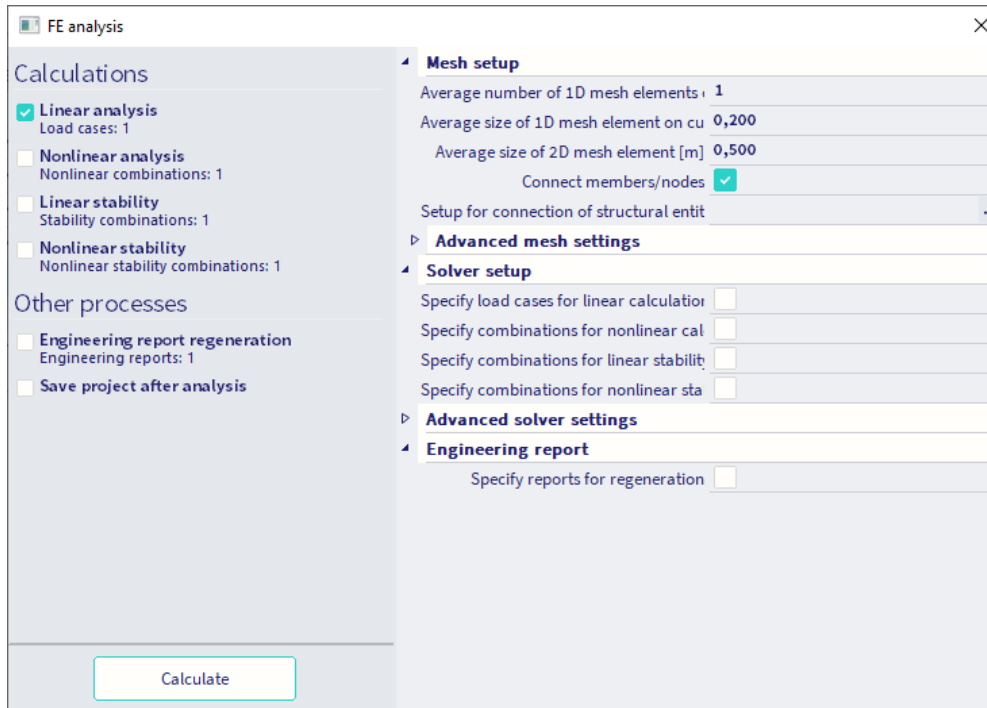 FE analysis
Calculations
Linear analysis
Load cases: 1
Nonlinear analysis
Nonlinear combinations: 1
Linear stability
Stability combinations: 1
Nonlinear stability
Nonlinear stability combinations: 1
Other processes
Engineering report regeneration
Engineering reports: 1
Save project after analysis
Calculate
Mesh setup
Average number of 1D mesh elements 1
Average size of 1D mesh element on cu 0,200
Average size of 2D mesh element [m] 0,500
Connect members/nodes
Setup for connection of structural entit
Advanced mesh settings
Solver setup
Specify load cases for linear calculation
Specify combinations for nonlinear cal
Specify combinations for linear stability
Specify combinations for nonlinear sta
Advanced solver settings
Engineering report
Specify reports for regeneration